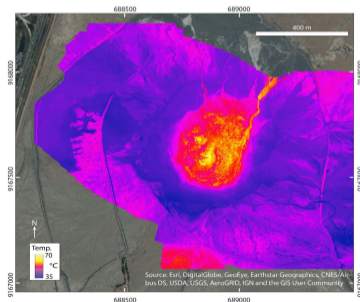 688500 689000
400 m
9168000
9167500
N
Temp.
70
°C
35
Source: Esri, DigitalGlobe, GeoEye, Earthstar Geographics, CNES/Air-
bus DS, USDA, USGS, AeroGRID, IGN and the GIS User Community
688500 689000